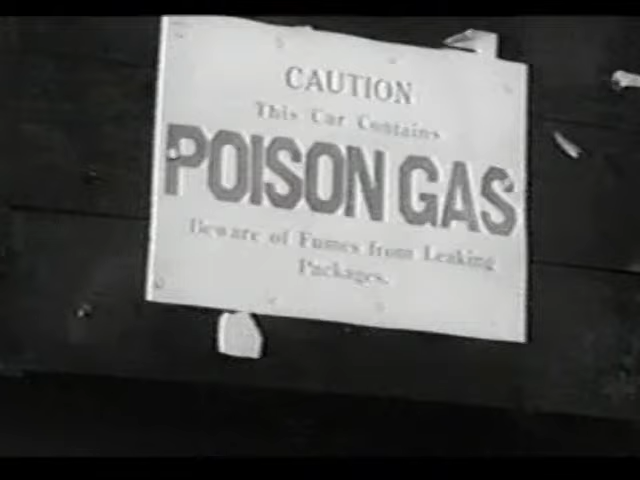 CAUTION
This Car Contains
POISON GAS
Beware of Fumes from Leaking
Packages.